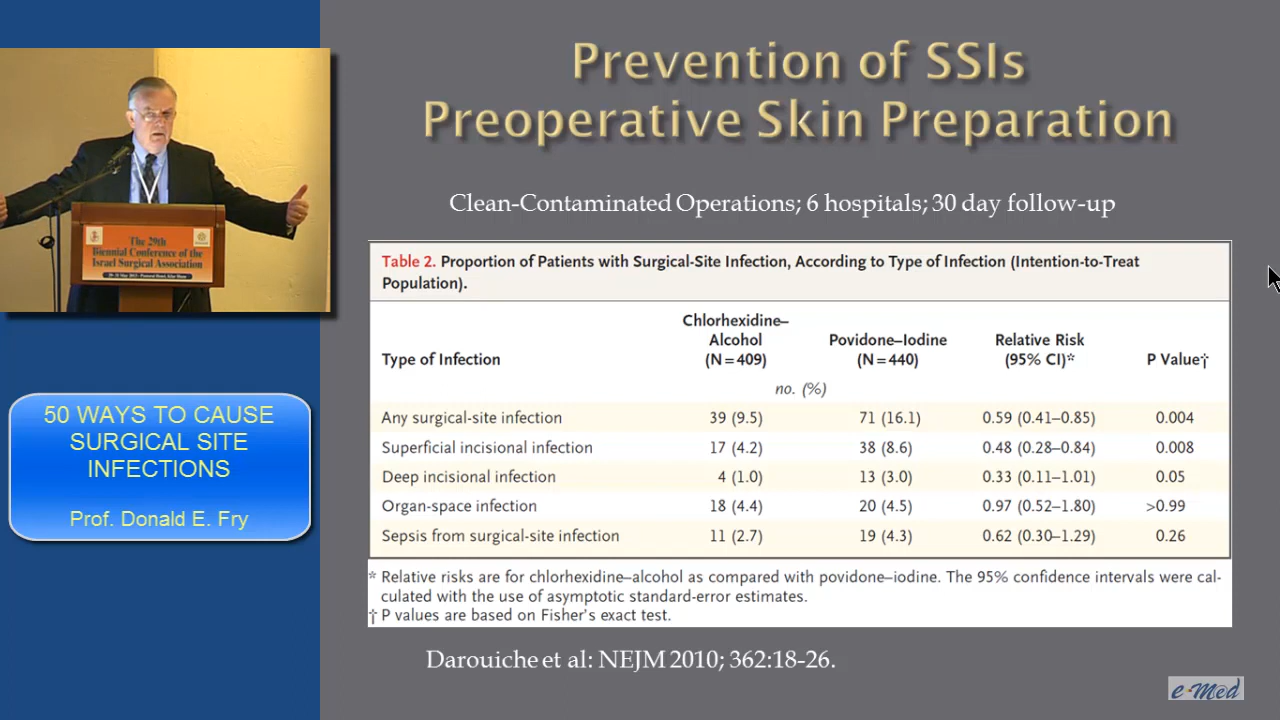 Prevention of SSIs
Preoperative Skin Preparation
Clean-Contaminated Operations; 6 hospitals; 30 day follow-up
Table 2. Proportion of Patients with Surgical-Site Infection, According to Type of Infection (Intention-to-Treat
Population).
Type of Infection Chlorhexidine–
Alcohol
(N=409) Povidone–Iodine
(N=440) Relative Risk
(95% CI)* P Value†
no. (%)
Any surgical-site infection 39 (9.5) 71 (16.1) 0.59 (0.41–0.85) 0.004
Superficial incisional infection 17 (4.2) 38 (8.6) 0.48 (0.28–0.84) 0.008
Deep incisional infection 4 (1.0) 13 (3.0) 0.33 (0.11–1.01) 0.05
Organ-space infection 18 (4.4) 20 (4.5) 0.97 (0.52–1.80) >0.99
Sepsis from surgical-site infection 11 (2.7) 19 (4.3) 0.62 (0.30–1.29) 0.26
* Relative risks are for chlorhexidine–alcohol as compared with povidone–iodine. The 95% confidence intervals were cal-
culated with the use of asymptotic standard-error estimates.
† P values are based on Fisher's exact test.
Darouiche et al: NEJM 2010; 362:18-26.
The 29th
Biennial Conference of the
Israel Surgical Association
50 WAYS TO CAUSE
SURGICAL SITE
INFECTIONS
Prof. Donald E. Fry
e-Med